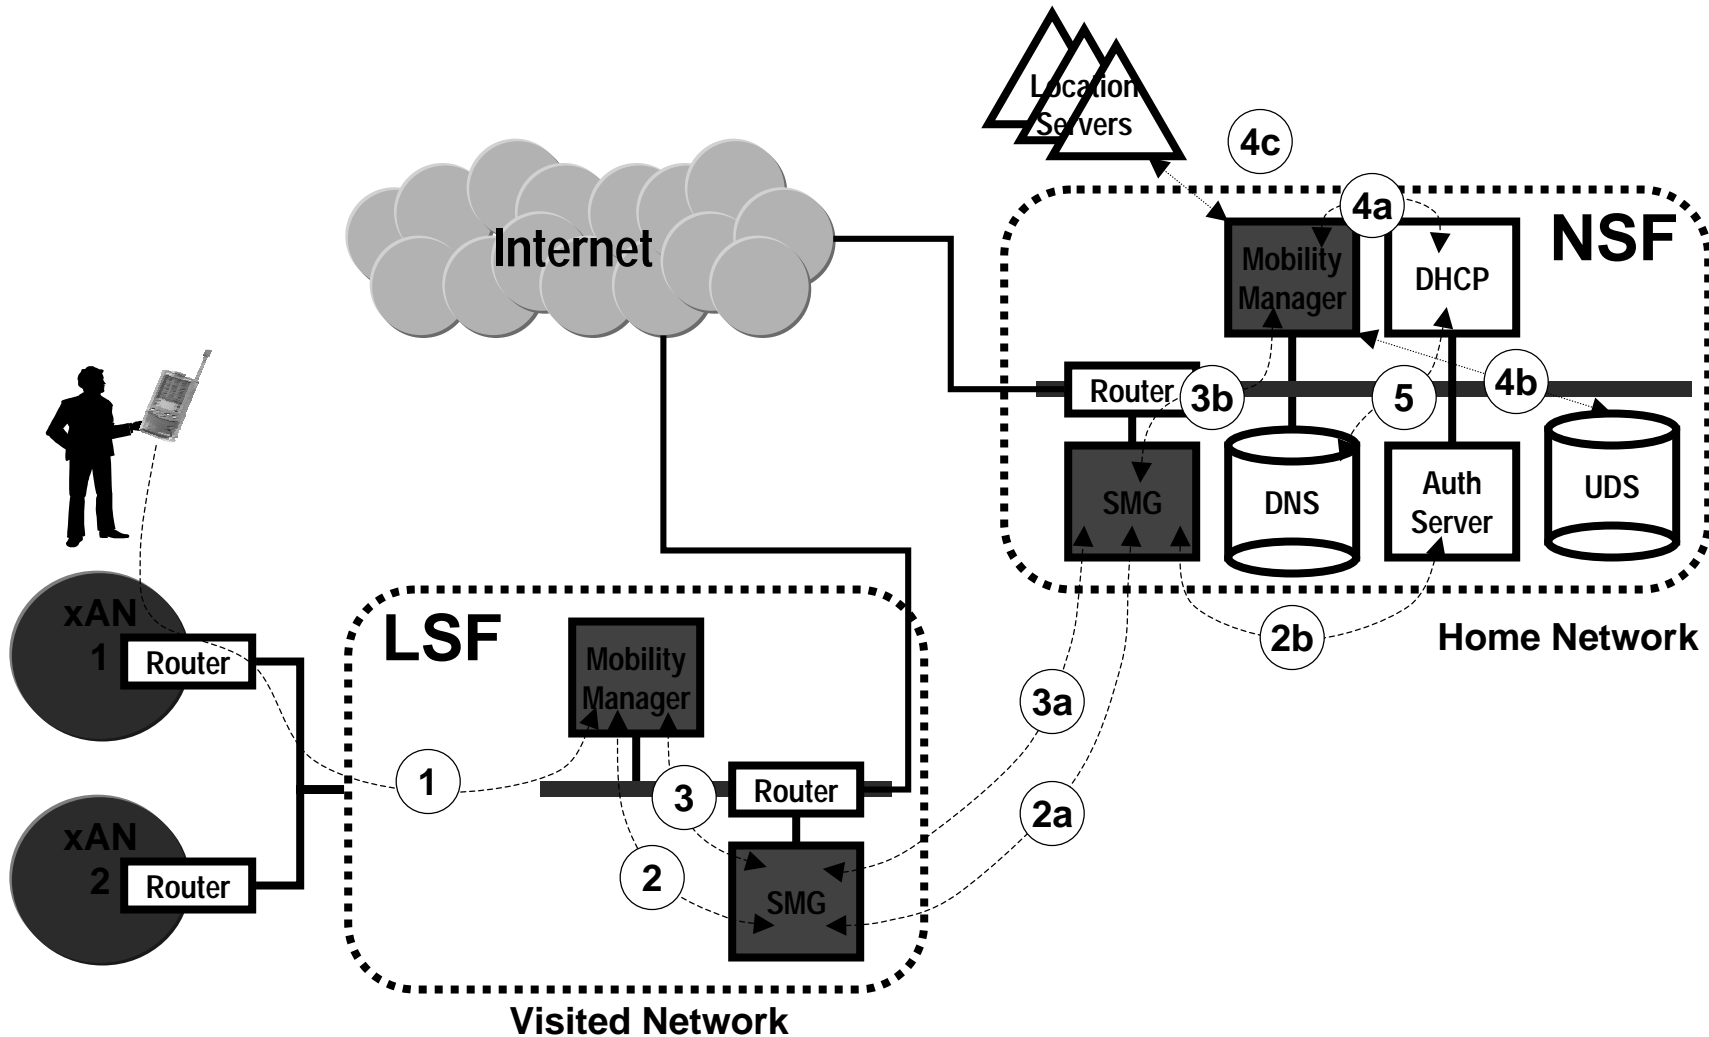 Location
Servers
4c
4a
NSF
Internet
Mobility
Manager
DHCP
Router
3b
5
4b
SMG
DNS
Auth
Server
UDS
2b
Home Network
xAN
1
Router
LSF
Mobility
Manager
3a
1
3
Router
2a
xAN
2
Router
2
SMG
Visited Network